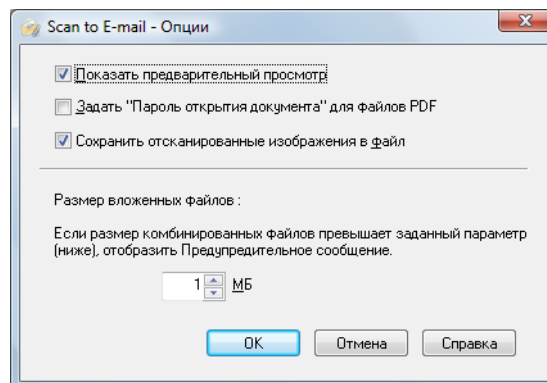 Scan to E-mail - Опции
Показать предварительный просмотр
Задать "Пароль открытия документа" для файлов PDF
Сохранить отсканированные изображения в файл
Размер вложенных файлов :
Если размер комбинированных файлов превышает заданный параметр
(ниже), отобразить Предупредительное сообщение.
1 МБ
OK Отмена Справка